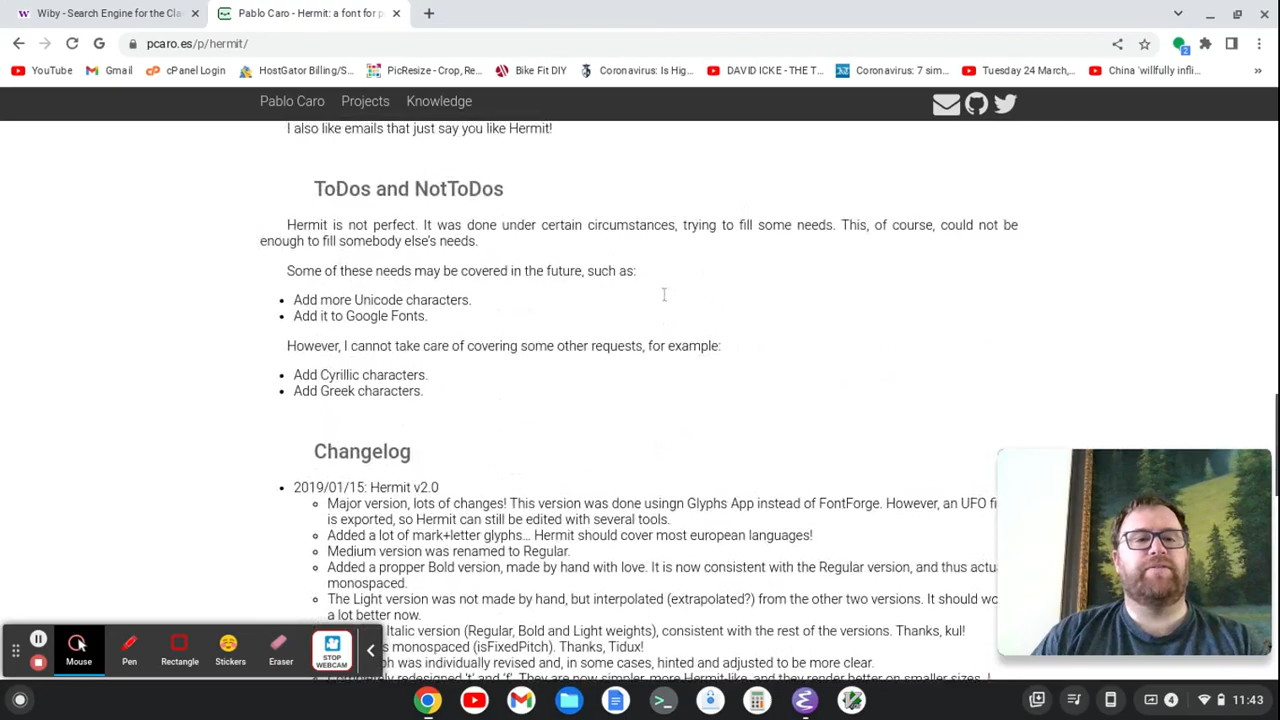 Wiby - Search Engine for the Cla
Pablo Caro - Hermit: a font for p
pcaro.es/p/hermit/
2
YouTube
Gmail
cPanel Login
HostGator Billing/S...
PicResize - Crop, Re...
Bike Fit DIY
Coronavirus: Is Hig...
DAVID ICKE - THE T...
Coronavirus: 7 sim...
Tuesday 24 March,...
China 'willfully infli...
»
Pablo Caro Projects Knowledge
I also like emails that just say you like Hermit!
ToDos and NotToDos
Hermit is not perfect. It was done under certain circumstances, trying to fill some needs. This, of course, could not be
enough to fill somebody else's needs.
Some of these needs may be covered in the future, such as:
• Add more Unicode characters.
• Add it to Google Fonts.
However, I cannot take care of covering some other requests, for example:
• Add Cyrillic characters.
• Add Greek characters.
Changelog
• 2019/01/15: Hermit v2.0
Major version, lots of changes! This version was done usingn Glyphs App instead of FontForge. However, an UFO fi
is exported, so Hermit can still be edited with several tools.
Added a lot of mark+letter glyphs... Hermit should cover most european languages!
Medium version was renamed to Regular.
Added a propper Bold version, made by hand with love. It is now consistent with the Regular version, and thus actu
monospaced.
The Light version was not made by hand, but interpolated (extrapolated?) from the other two versions. It should wo
a lot better now.
Italic version (Regular, Bold and Light weights), consistent with the rest of the versions. Thanks, kul!
s monospaced (isFixedPitch). Thanks, Tidux!
ph was individually revised and, in some cases, hinted and adjusted to be more clear.
Completely redesigned 't' and 'f'. They are now simpler, more Hermit-like, and they render better on smaller sizes !
Mouse
Pen
Rectangle
Stickers
Eraser
STOP
WEBCAM
4
11:43